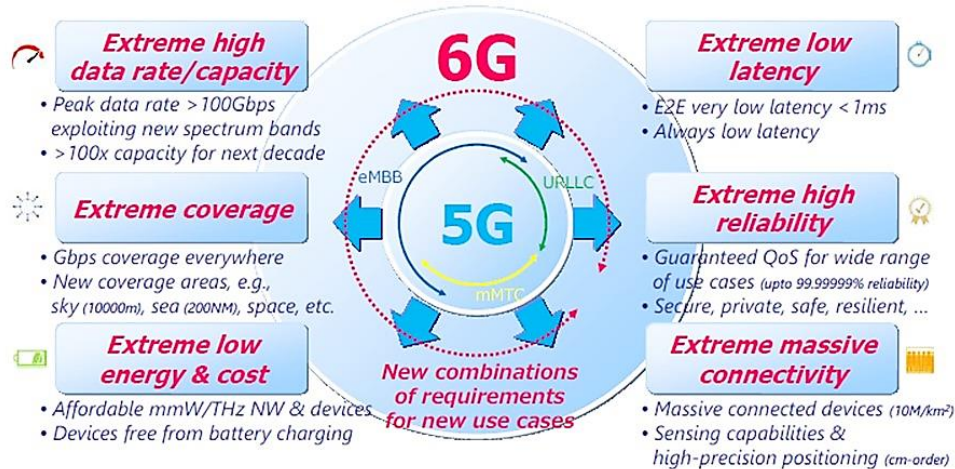 6G
Extreme high
data rate/capacity
• Peak data rate >100Gbps
exploiting new spectrum bands
• >100x capacity for next decade
Extreme coverage
• Gbps coverage everywhere
• New coverage areas, e.g.,
sky (10000m), sea (200NM), space, etc.
Extreme low
energy & cost
• Affordable mmW/THz NW & devices
• Devices free from battery charging
eMBB
URLLC
5G
mMTC
New combinations
of requirements
for new use cases
Extreme low
latency
• E2E very low latency <1ms
• Always low latency
Extreme high
reliability
• Guaranteed QoS for wide range
of use cases (upto 99.99999% reliability)
• Secure, private, safe, resilient, ...
Extreme massive
connectivity
• Massive connected devices (10M/km²)
• Sensing capabilities &
high-precision positioning (cm-order)